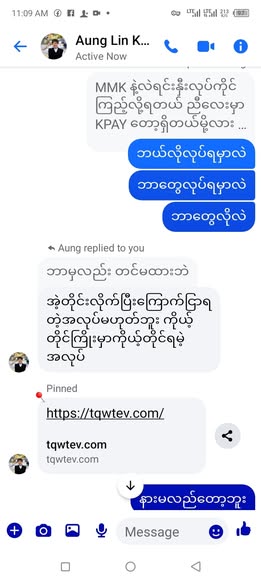 11:09 AM
Aung Lin K...
Active Now
MMK နဲ့လဲရင်းနှီးလုပ်ကိုင်
ကြည့်လို့ရတယ် ညီလေးမှာ
KPAY တော့ရှိတယ်မို့လား ...
ဘယ်လိုလုပ်ရမှာလဲ
ဘာတွေလုပ်ရမှာလဲ
ဘာတွေလိုလဲ
Aung replied to you
ဘာမှလည်း တင်မထားဘဲ
အဲ့တိုင်းလိုက်ပြီးကြောက်ငြာရ
တဲ့အလုပ်မဟုတ်ဘူး ကိုယ့်
တိုင်ကြိုးမှာကိုယ့်တိုင်ရမဲ့
အလုပ်
Pinned
https://tqwtev.com/
tqwtev.com
tqwtev.com
နားမလည်တော့ဘူး
Message